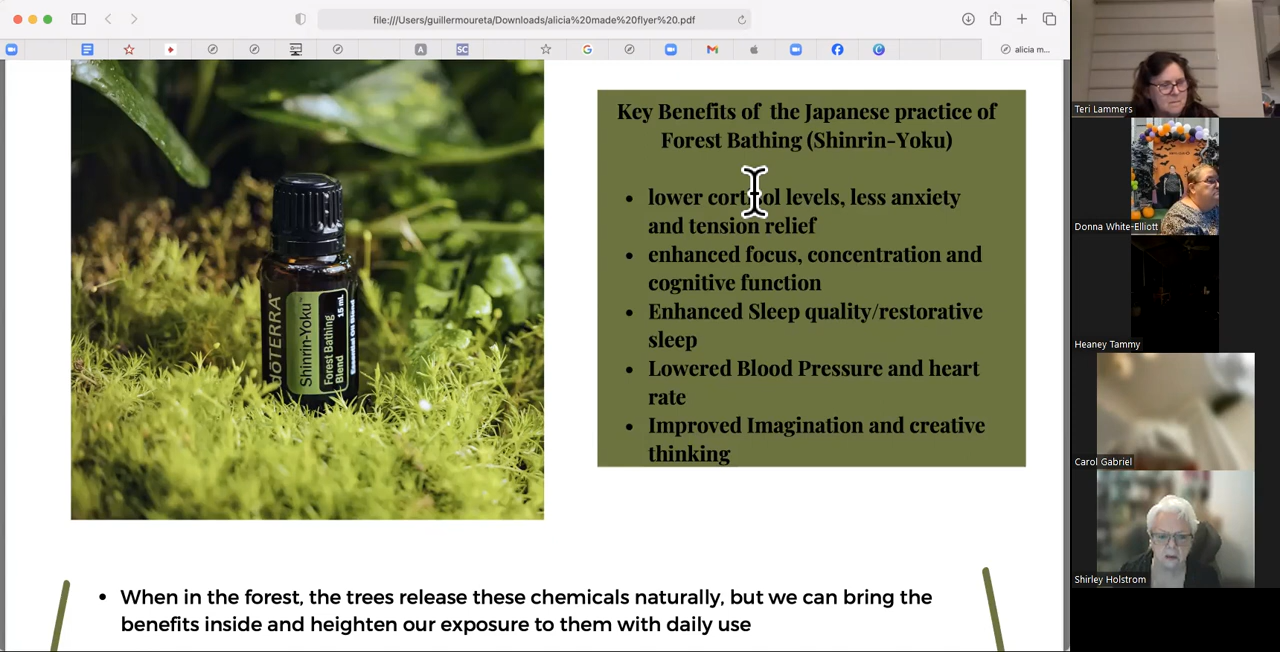 file:///Users/guillermoureta/Downloads/alicia%20made%20flyer%20.pdf
A
SC
G
alicia m...
dōTERRA
Shinrin-Yoku™
Forest Bathing
Blend
15 mL
Essential Oil Blend
Key Benefits of the Japanese practice of
Forest Bathing (Shinrin-Yoku)
• lower cortisol levels, less anxiety
and tension relief
• enhanced focus, concentration and
cognitive function
• Enhanced Sleep quality/restorative
sleep
• Lowered Blood Pressure and heart
rate
• Improved Imagination and creative
thinking
• When in the forest, the trees release these chemicals naturally, but we can bring the
benefits inside and heighten our exposure to them with daily use
Teri Lammers
Donna White-Elliott
Heaney Tammy
Carol Gabriel
Shirley Holstrom